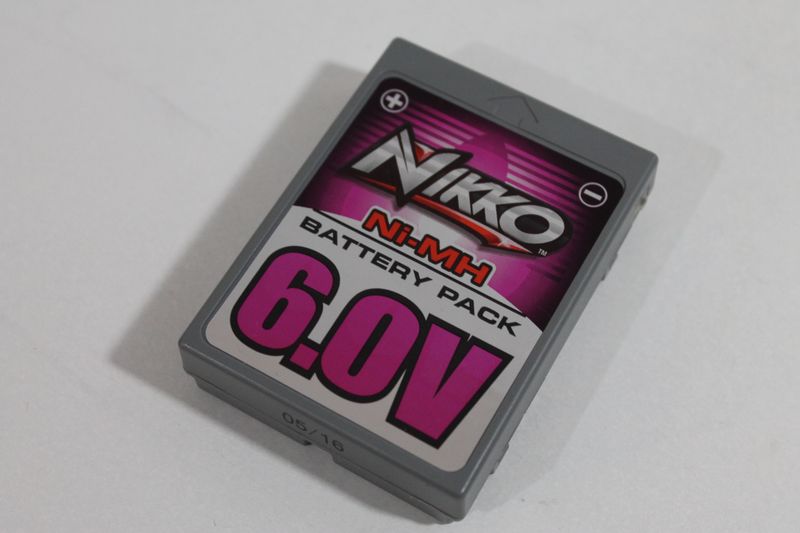 +
NIKKO
TM
-
Ni-MH
BATTERY PACK
6.0V
05/16